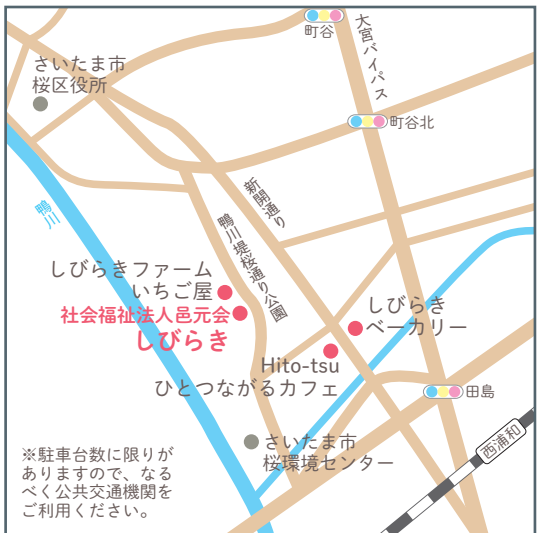 町谷
大宮バイパス
さいたま市
桜区役所
町谷北
鴨川
新開通り
鴨川堤桜通り公園
しびらきファーム
いちご屋
社会福祉法人邑元会
しびらき
しびらき
ベーカリー
Hito-tsu
ひとつながるカフェ
田島
西浦和
さいたま市
桜環境センター
※駐車台数に限りが
ありますので、なる
べく公共交通機関を
ご利用ください。